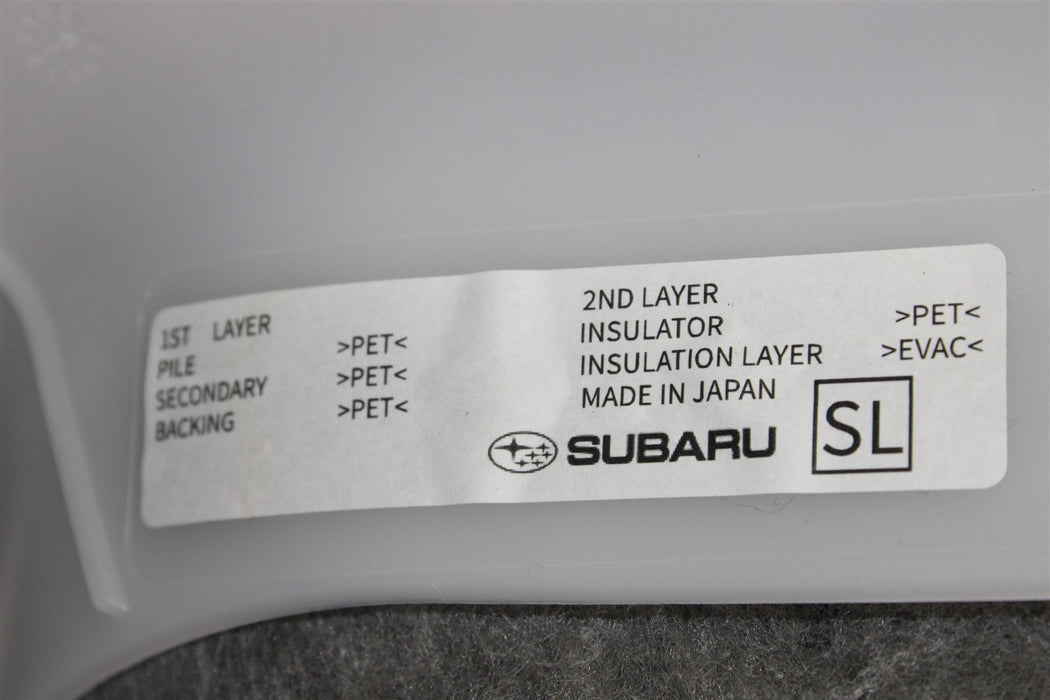 1ST LAYER
PILE >PET<
SECONDARY >PET<
BACKING >PET<
2ND LAYER
INSULATOR >PET<
INSULATION LAYER >EVAC<
MADE IN JAPAN
SUBARU
SL